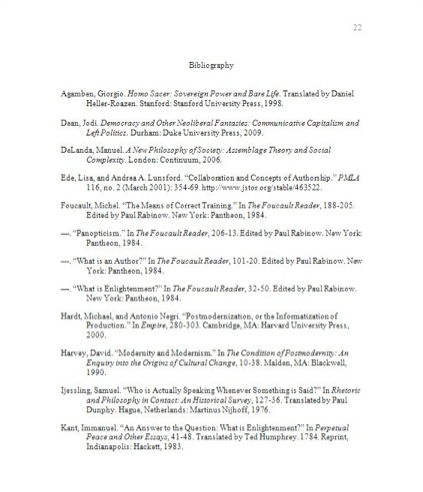 22
Bibliography
Agamben, Giorgio. Homo Sacer: Sovereign Power and Bare Life. Translated by Daniel
Heller-Roazen. Stanford: Stanford University Press, 1998.
Dean, Jodi. Democracy and Other Neoliberal Fantasies: Communicative Capitalism and
Left Politics. Durham: Duke University Press, 2009.
DeLanda, Manuel. A New Philosophy of Society: Assemblage Theory and Social
Complexity. London: Continuum, 2006.
Ede, Lisa, and Andrea A. Lunsford. “Collaboration and Concepts of Authorship.” PMLA
116, no. 2 (March 2001): 354-69. http://www.jstor.org/stable/463522.
Foucault, Michel. “The Means of Correct Training.” In The Foucault Reader, 188-205.
Edited by Paul Rabinow. New York: Pantheon, 1984.
—. “Panopticism.” In The Foucault Reader, 206-13. Edited by Paul Rabinow. New York:
Pantheon, 1984.
—. “What is an Author?” In The Foucault Reader, 101-20. Edited by Paul Rabinow. New
York: Pantheon, 1984.
—. “What is Enlightenment?” In The Foucault Reader, 32-50. Edited by Paul Rabinow.
New York: Pantheon, 1984.
Hardt, Michael, and Antonio Negri. “Postmodernization, or the Informatization of
Production.” In Empire, 280-303. Cambridge, MA: Harvard University Press,
2000.
Harvey, David. “Modernity and Modernism.” In The Condition of Postmodernity: An
Enquiry into the Origins of Cultural Change, 10-38. Malden, MA: Blackwell,
1990.
Ijsseling, Samuel. “Who is Actually Speaking Whenever Something is Said?” In Rhetoric
and Philosophy in Contact: An Historical Survey, 127-36. Translated by Paul
Dunphy. Hague, Netherlands: Martinus Nijhoff, 1976.
Kant, Immanuel. “An Answer to the Question: What is Enlightenment?” In Perpetual
Peace and Other Essays, 41-48. Translated by Ted Humphrey. 1784. Reprint,
Indianapolis: Hackett, 1983.